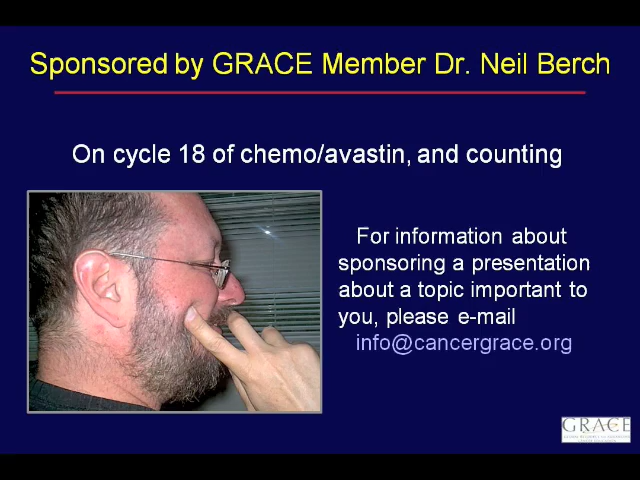 Sponsored by GRACE Member Dr. Neil Berch
On cycle 18 of chemo/avastin, and counting
For information about
sponsoring a presentation
about a topic important to
you, please e-mail
info@cancergrace.org
GRACE